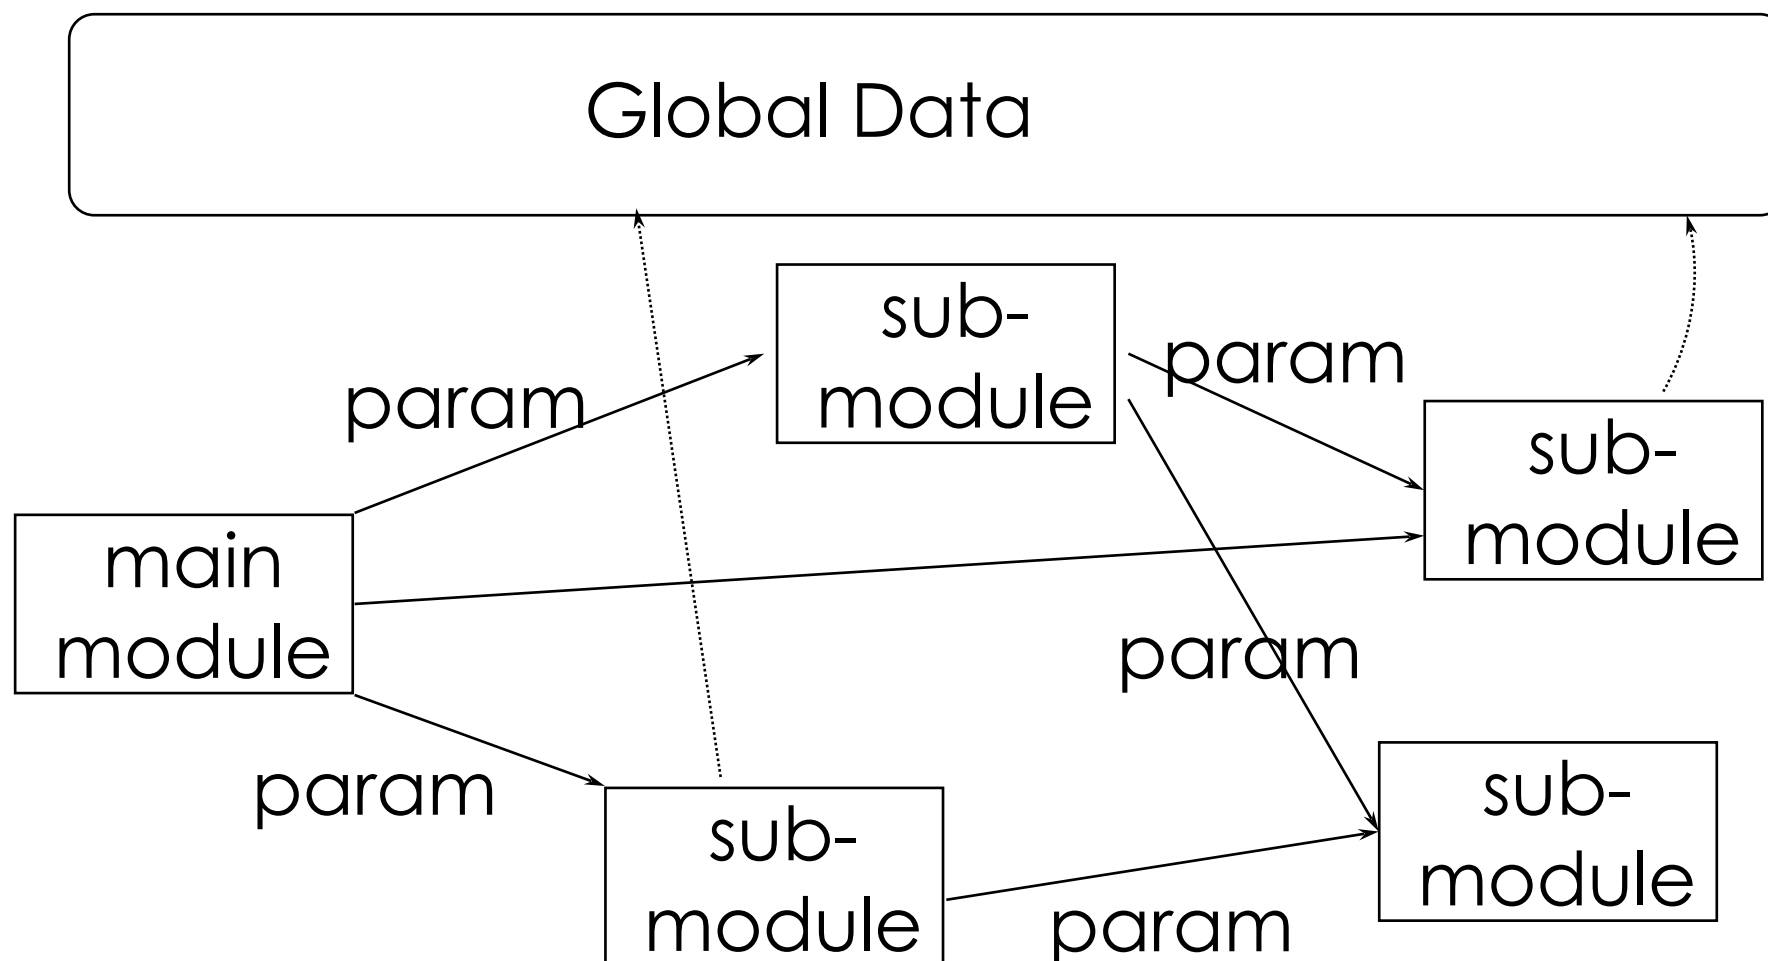 Global Data
sub-
module
param
param
sub-
module
main
module
param
param
sub-
module
sub-
module
param